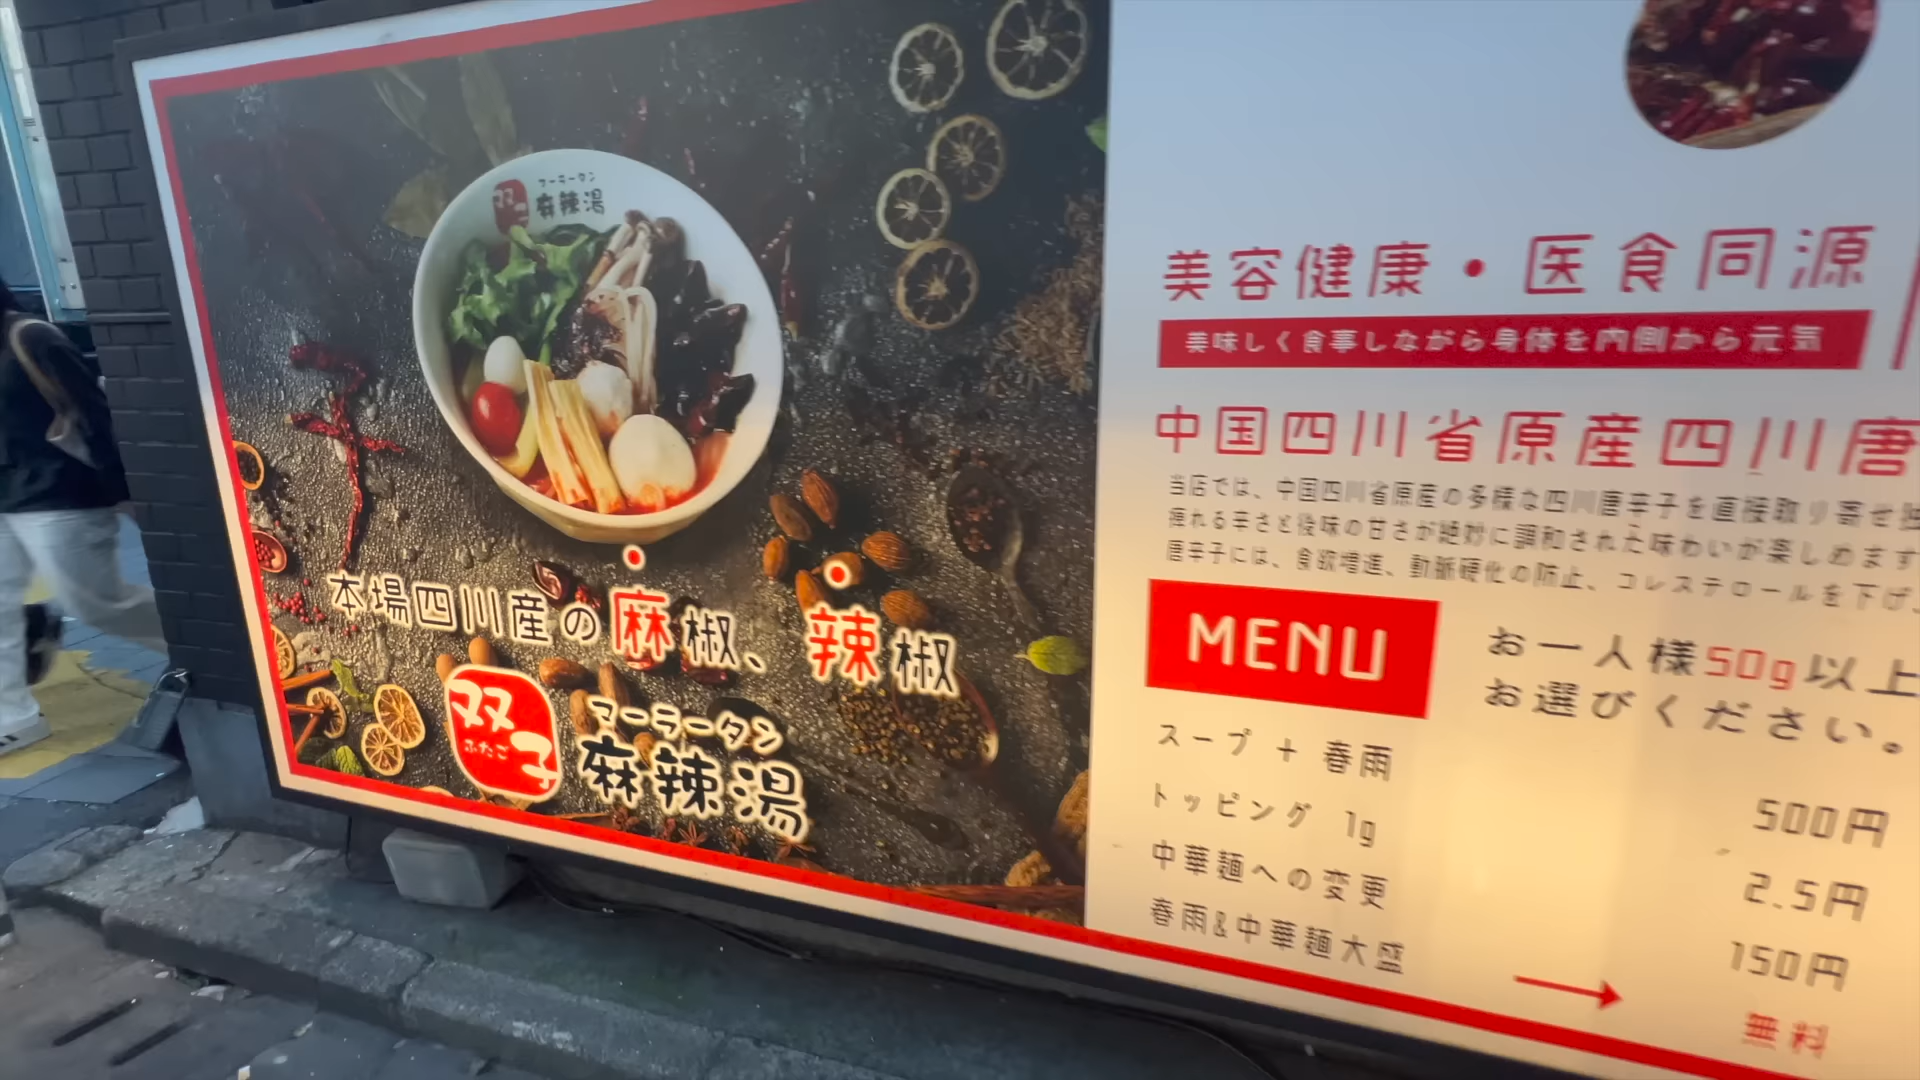 双子
マーラータン
麻辣湯
本場四川産の麻椒、辣椒
双子
ふたご
マーラータン
麻辣湯
美容健康・医食同源
美味しく食事しながら身体を内側から元気
中国四川省原産四川唐
当店では、中国四川省原産の多様な四川唐辛子を直接取り寄せ独
痺れる辛さと後味の甘さが絶妙に調和された味わいが楽しめます
唐辛子には、食欲増進、動脈硬化の防止、コレステロールを下げ、
MENU
お一人様50g以上
お選びください。
スープ + 春雨 500円
トッピング 1g 2.5円
中華麺への変更 150円
春雨&中華麺大盛 → 無料